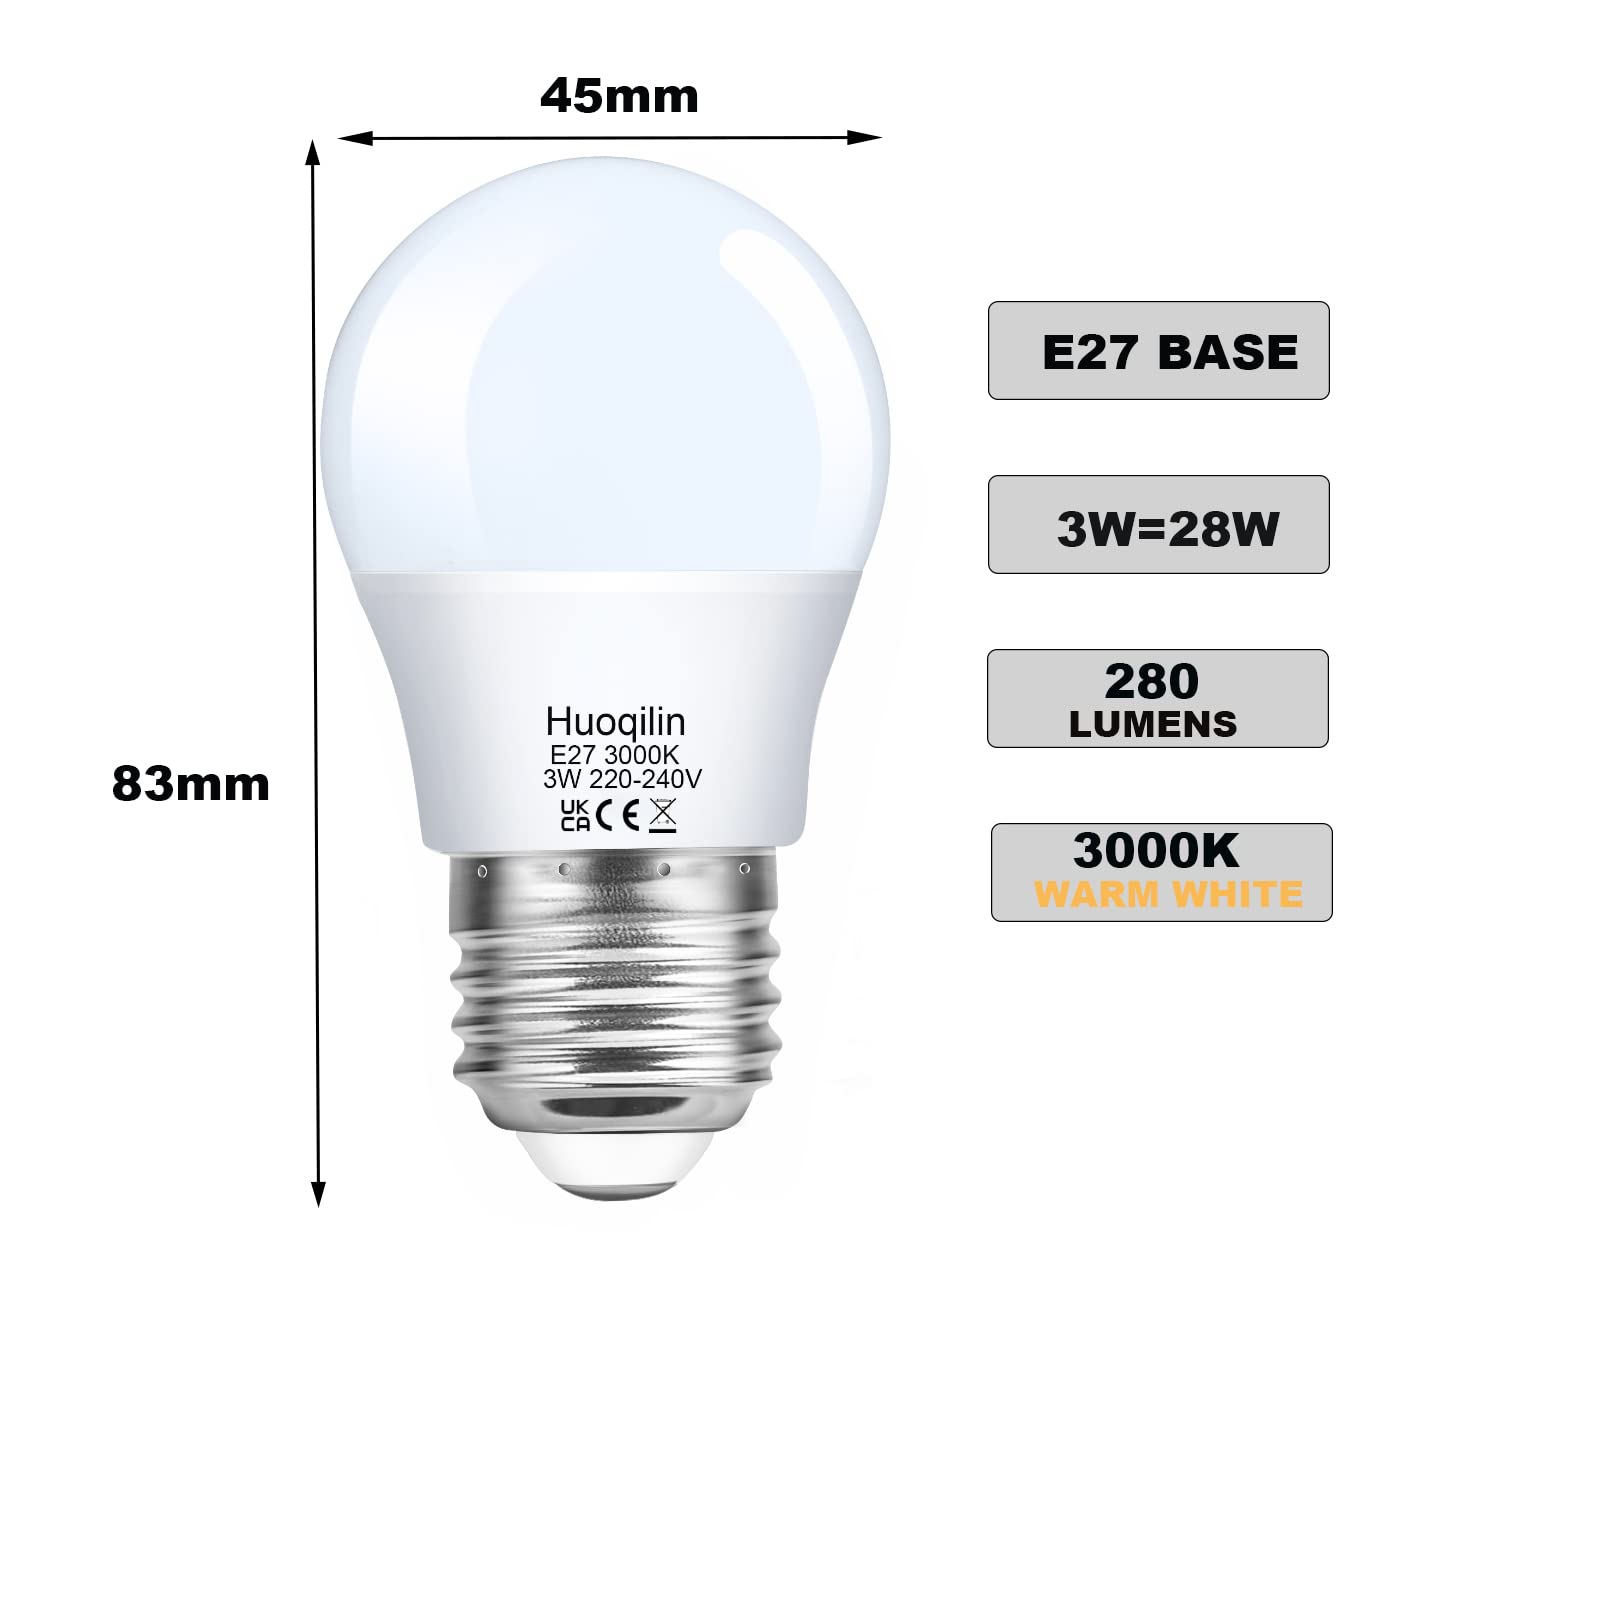 45mm
83mm
Huoqilin
E27 3000K
3W 220-240V
UK
CA CE
E27 BASE
3W=28W
280
LUMENS
3000K
WARM WHITE